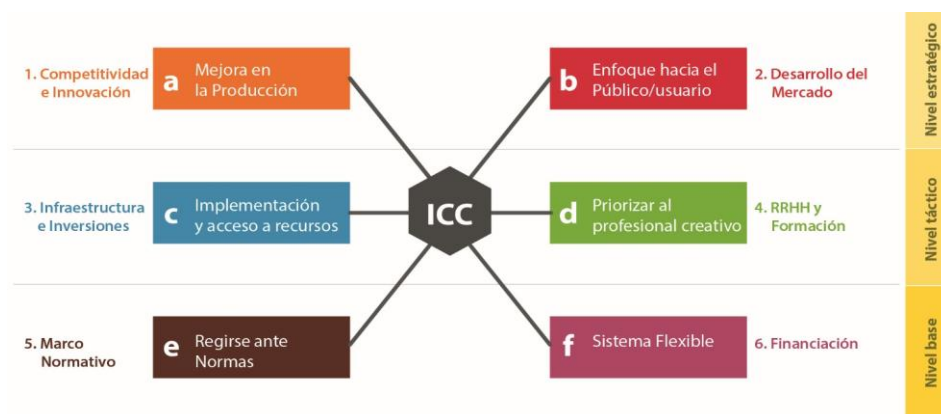 1. Competitividad
e Innovación
a
Mejora en
la Producción
b
Enfoque hacia el
Público/usuario
2. Desarrollo del
Mercado
Nivel estratégico
3. Infraestructura
e Inversiones
c
Implementación
y acceso a recursos
ICC
d
Priorizar al
profesional creativo
4. RRHH y
Formación
Nivel táctico
5. Marco
Normativo
e
Regirse ante
Normas
f
Sistema Flexible
6. Financiación
Nivel base